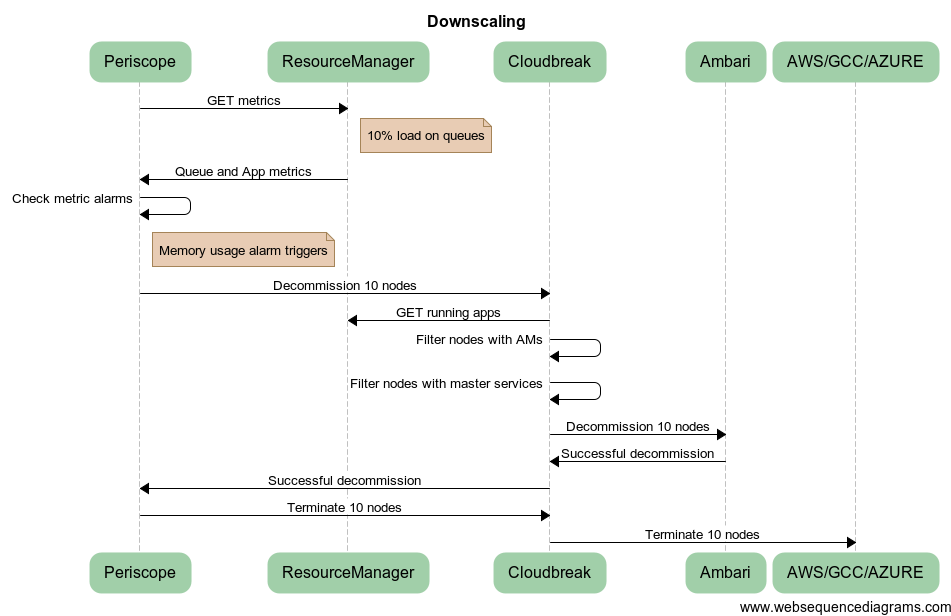 Downscaling
Periscope
ResourceManager
Cloudbreak
Ambari
AWS/GCC/AZURE
GET metrics
10% load on queues
Queue and App metrics
Check metric alarms
Memory usage alarm triggers
Decommission 10 nodes
GET running apps
Filter nodes with AMs
Filter nodes with master services
Decommission 10 nodes
Successful decommission
Successful decommission
Terminate 10 nodes
Terminate 10 nodes
Periscope
ResourceManager
Cloudbreak
Ambari
AWS/GCC/AZURE
www.websequencediagrams.com